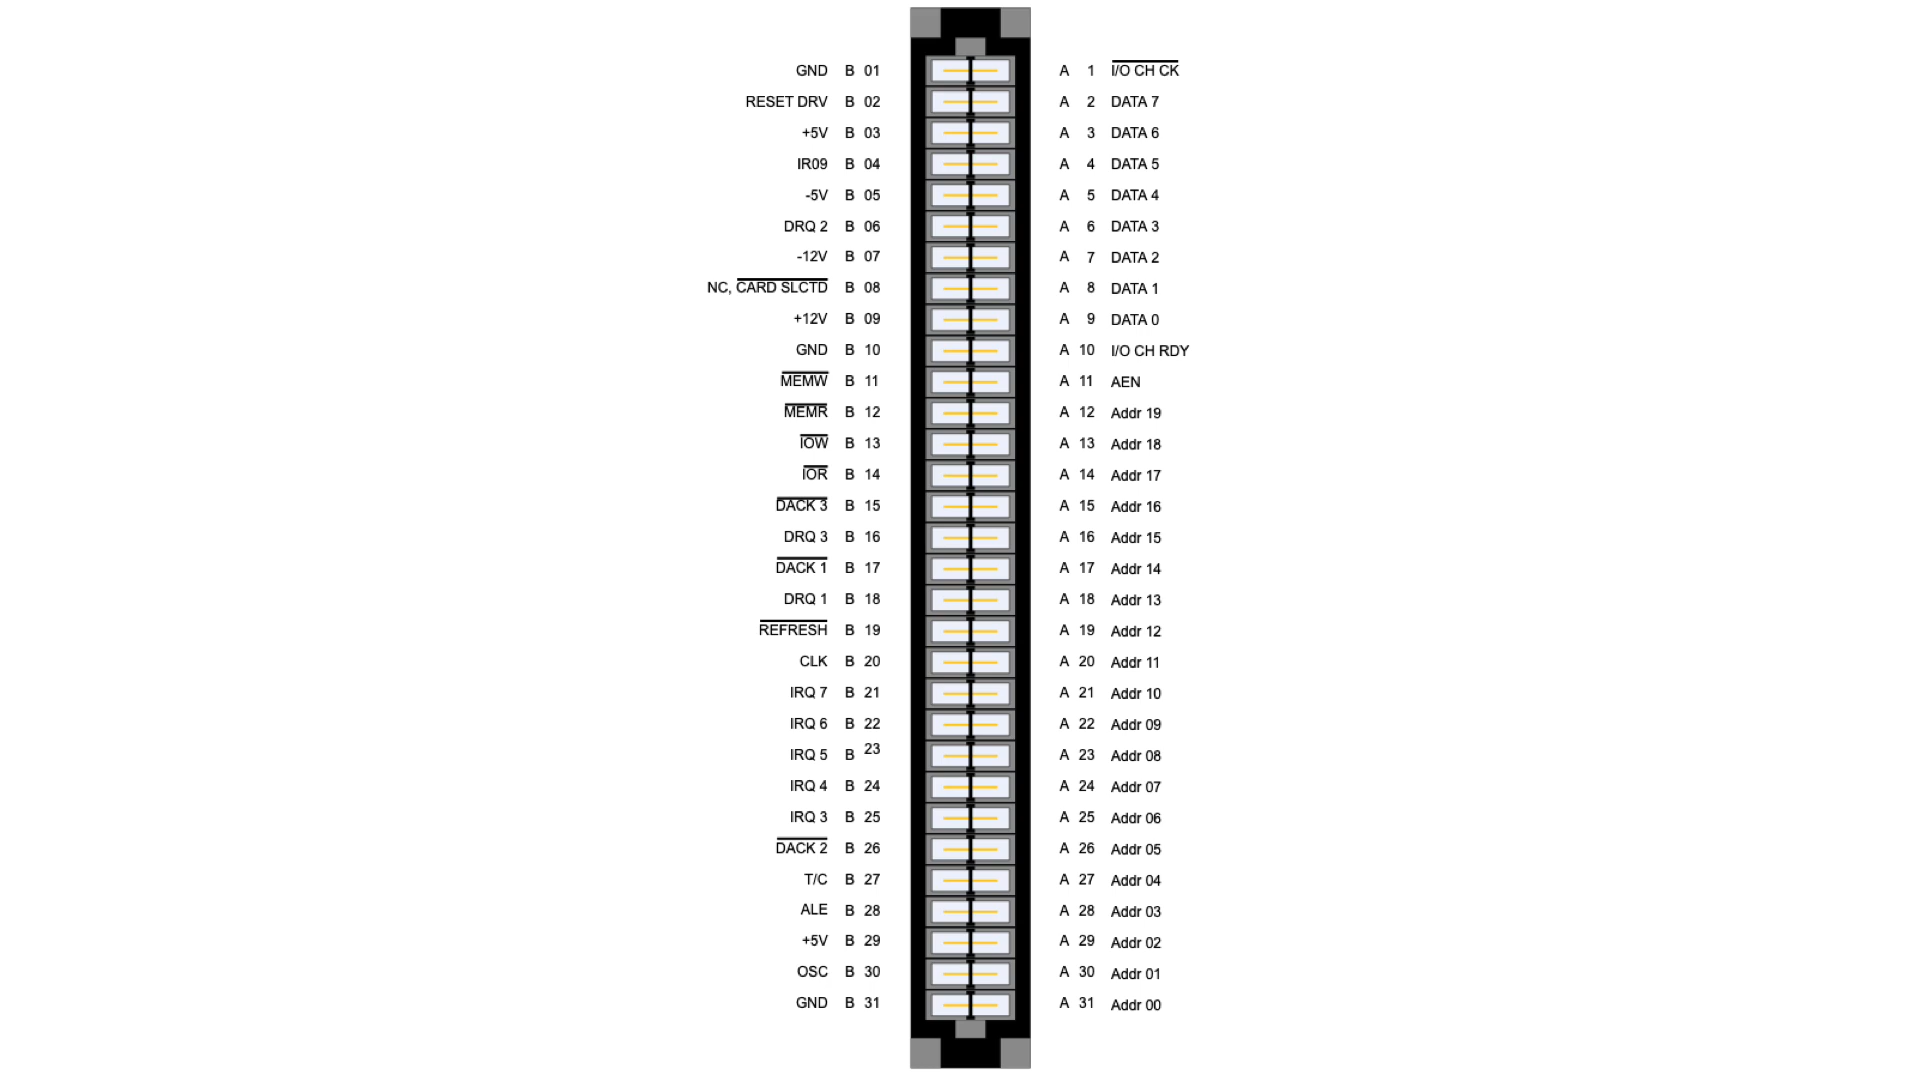 GND B 01 A 1 I/O CH CK
RESET DRV B 02 A 2 DATA 7
+5V B 03 A 3 DATA 6
IR09 B 04 A 4 DATA 5
-5V B 05 A 5 DATA 4
DRQ 2 B 06 A 6 DATA 3
-12V B 07 A 7 DATA 2
NC, CARD SLCTD B 08 A 8 DATA 1
+12V B 09 A 9 DATA 0
GND B 10 A 10 I/O CH RDY
MEMW B 11 A 11 AEN
MEMR B 12 A 12 Addr 19
IOW B 13 A 13 Addr 18
IOR B 14 A 14 Addr 17
DACK 3 B 15 A 15 Addr 16
DRQ 3 B 16 A 16 Addr 15
DACK 1 B 17 A 17 Addr 14
DRQ 1 B 18 A 18 Addr 13
REFRESH B 19 A 19 Addr 12
CLK B 20 A 20 Addr 11
IRQ 7 B 21 A 21 Addr 10
IRQ 6 B 22 A 22 Addr 09
IRQ 5 B 23 A 23 Addr 08
IRQ 4 B 24 A 24 Addr 07
IRQ 3 B 25 A 25 Addr 06
DACK 2 B 26 A 26 Addr 05
T/C B 27 A 27 Addr 04
ALE B 28 A 28 Addr 03
+5V B 29 A 29 Addr 02
OSC B 30 A 30 Addr 01
GND B 31 A 31 Addr 00